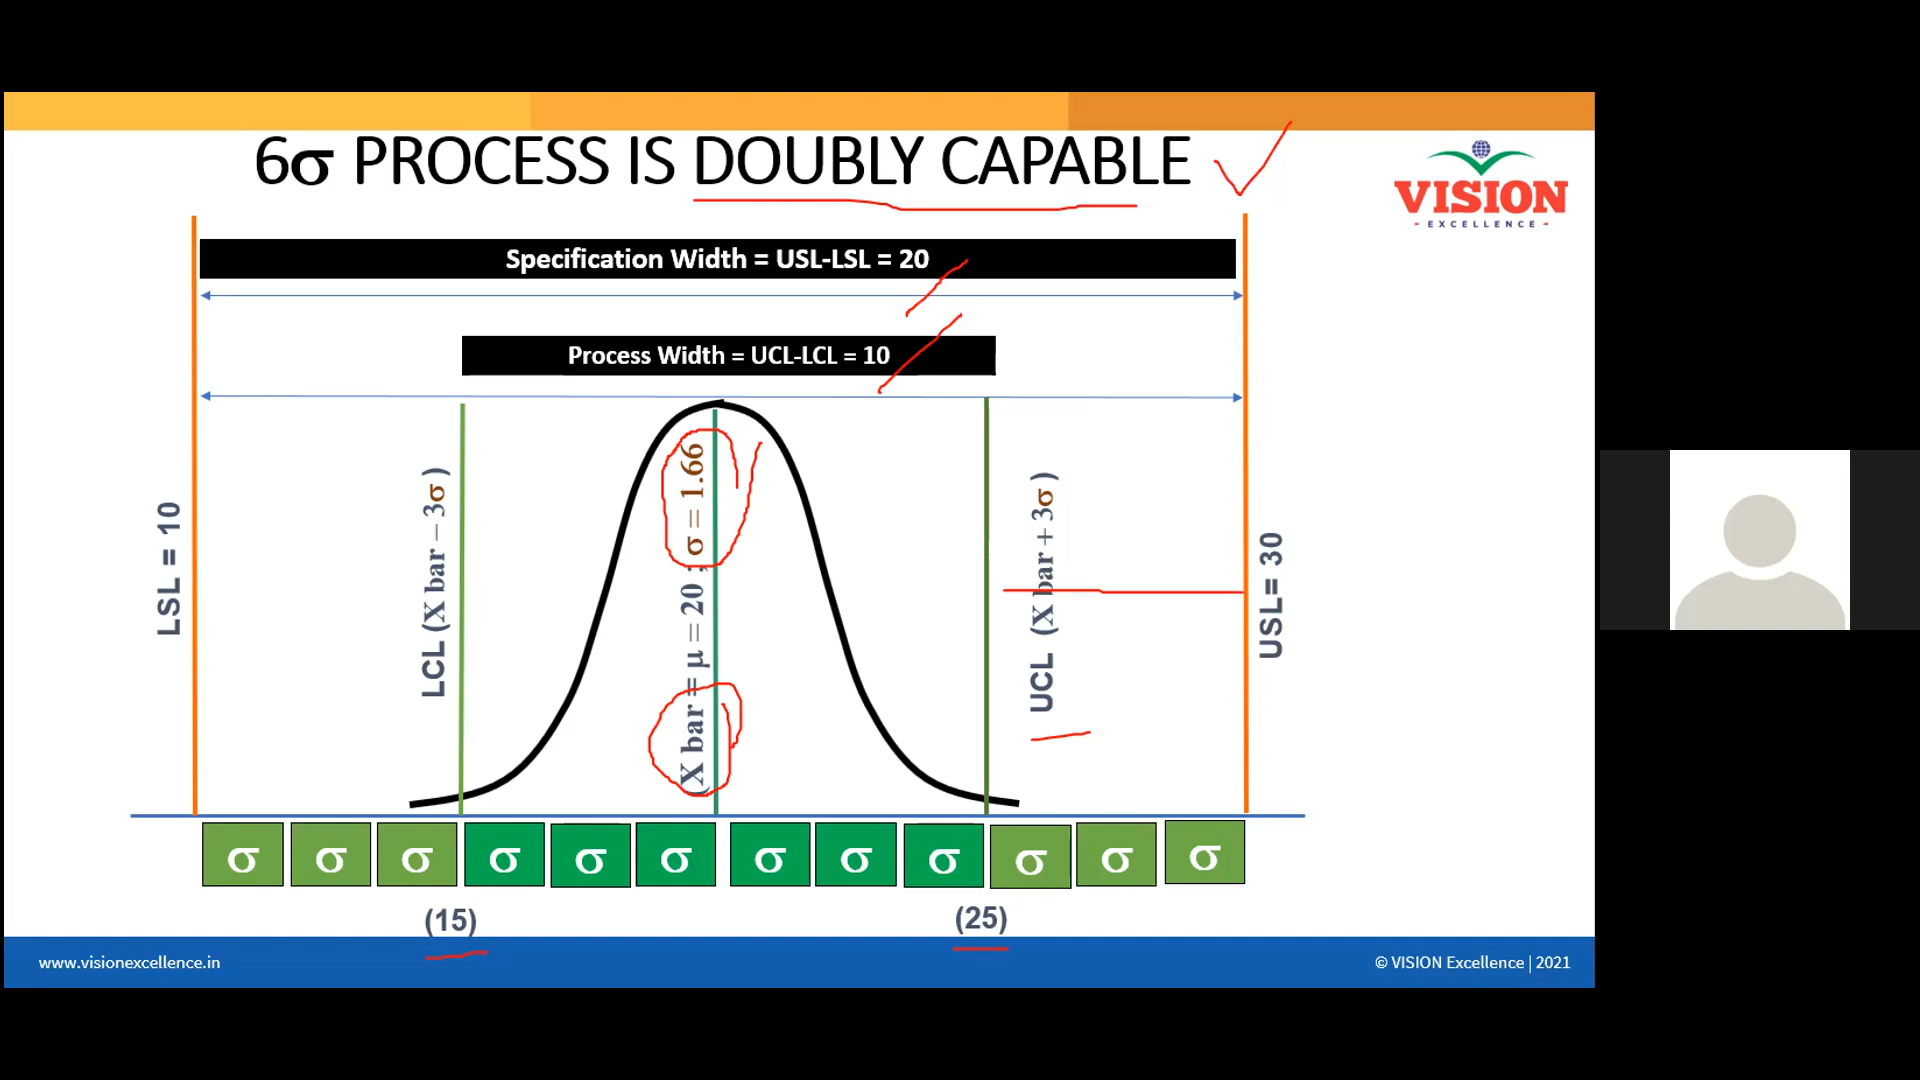 6σ PROCESS IS DOUBLY CAPABLE
VISION
EXCELLENCE
Specification Width = USL-LSL = 20
Process Width = UCL-LCL = 10
LSL = 10
LCL (X bar – 3σ )
(X bar = μ = 20 ; σ = 1.66
UCL (X bar + 3σ )
USL= 30
σ σ σ σ σ σ σ σ σ σ σ σ
(15) (25)
www.visionexcellence.in
© VISION Excellence | 2021